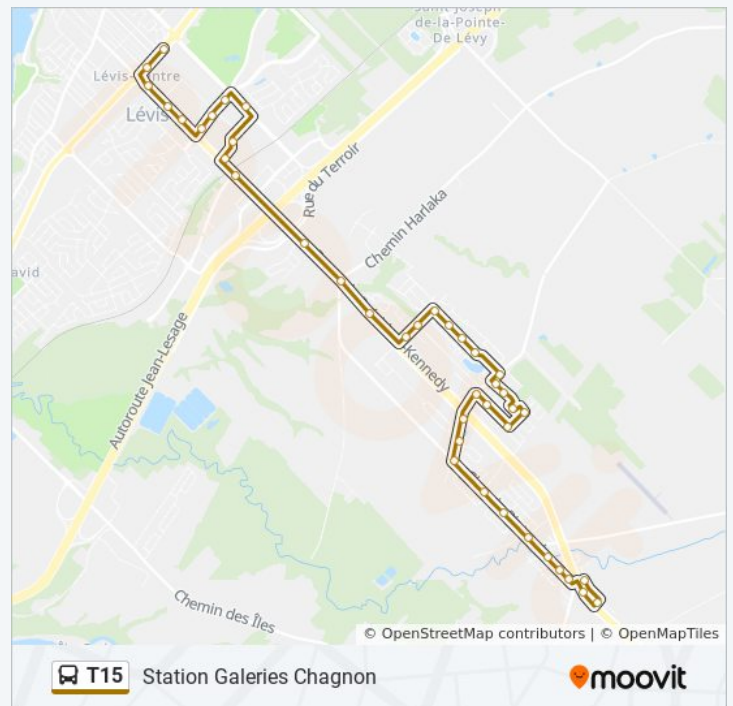 Saint-Joseph
de-la-Pointe-
De Lévy
Lévis-Centre
Lévis
Rue du Terroir
Chemin Harlaka
avid
Kennedy
Autoroute Jean-Lesage
Chemin des Îles
© OpenStreetMap contributors | © OpenMapTiles
T15 Station Galeries Chagnon
moovit